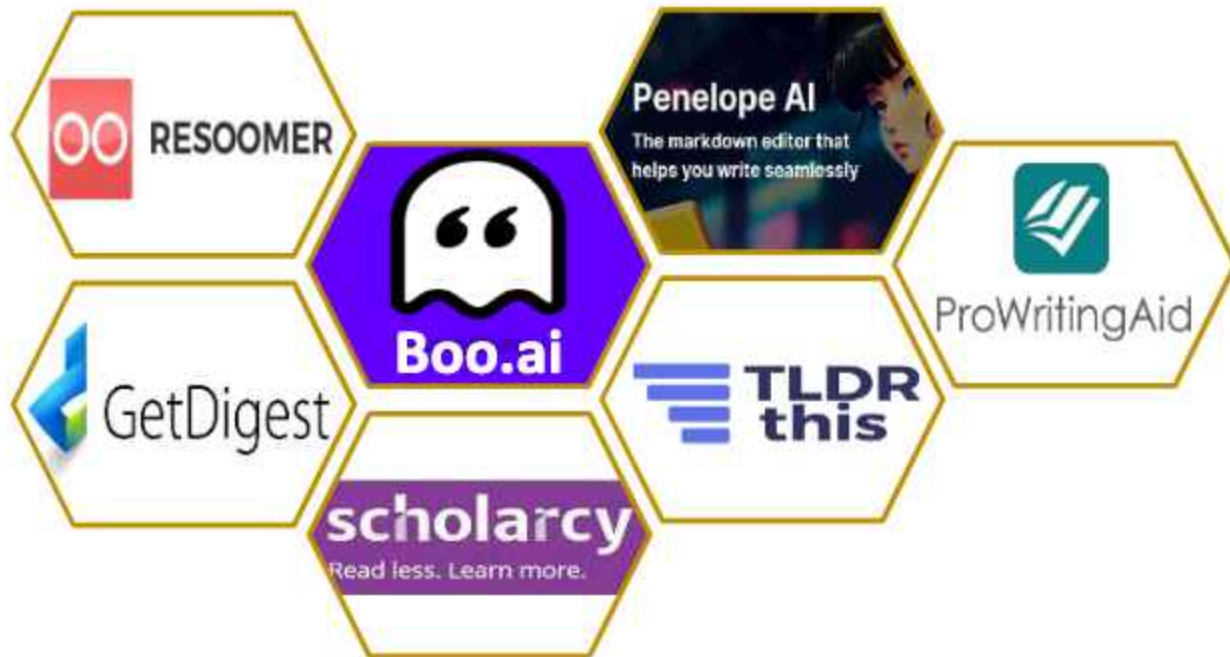 RESOOMER
Boo.ai
Penelope AI
The markdown editor that
helps you write seamlessly
ProWritingAid
GetDigest
TLDR
this
scholarcy
Read less. Learn more.